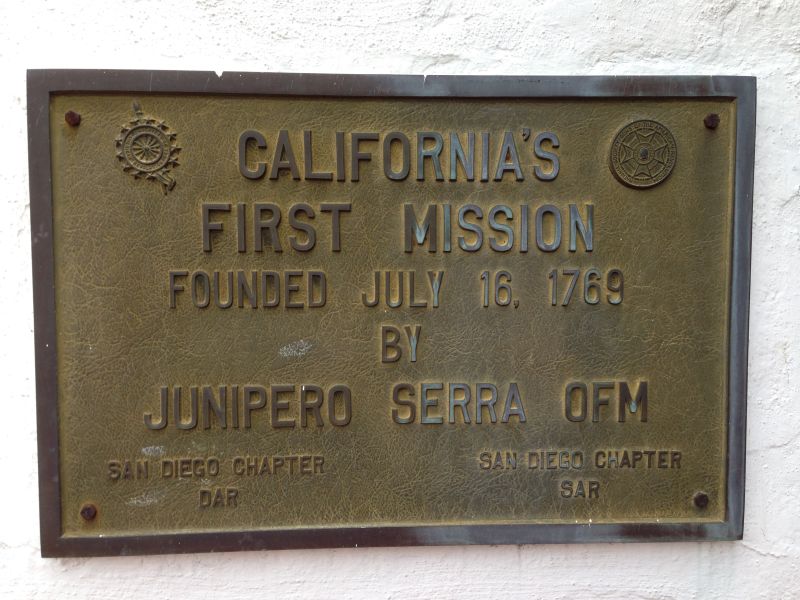 CALIFORNIA'S
FIRST MISSION
FOUNDED JULY 16, 1769
BY
JUNIPERO SERRA OFM
SAN DIEGO CHAPTER
DAR
SAN DIEGO CHAPTER
SAR